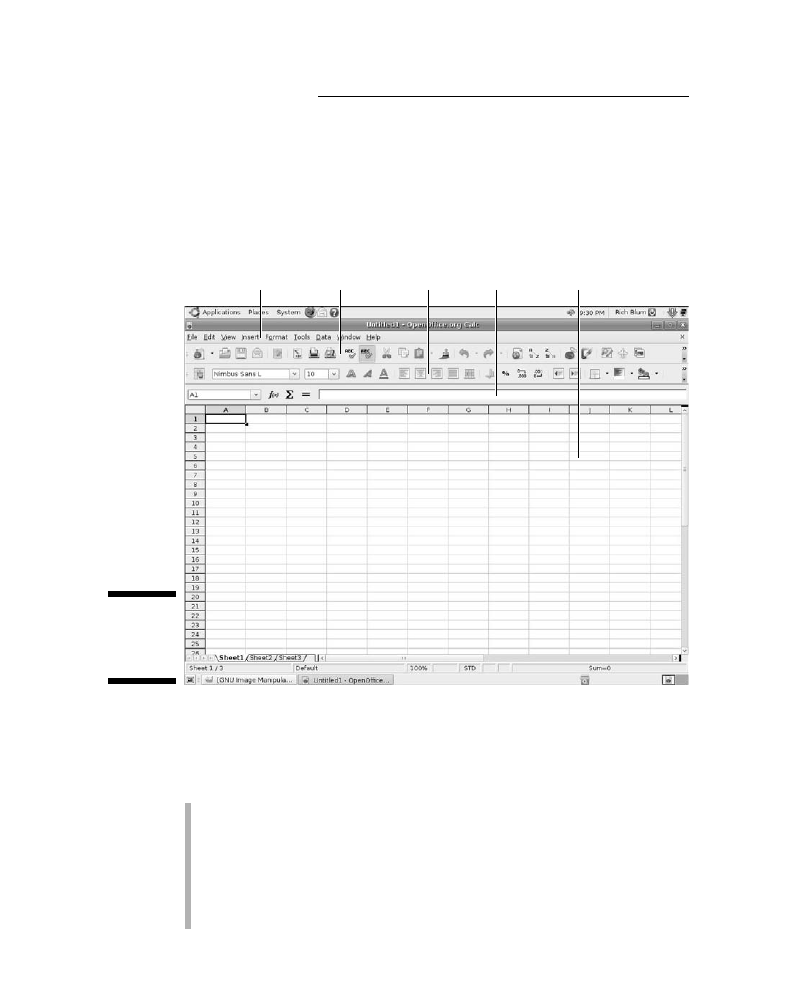 Applications Places System 9:30 PM Rich Blum
Untitled1 - OpenOffice.org Calc
File Edit View Insert Format Tools Data Window Help
ABC ABC
Nimbus Sans L 10 A A A %
A1 f(x) Σ =
A B C D E F G H I J K L
1
2
3
4
5
6
7
8
9
10
11
12
13
14
15
16
17
18
19
20
21
22
23
24
25
26
Sheet1 Sheet2 Sheet3
Sheet 1 / 3 Default 100% STD Sum=0
[GNU Image Manipula... Untitled1 - OpenOffice...